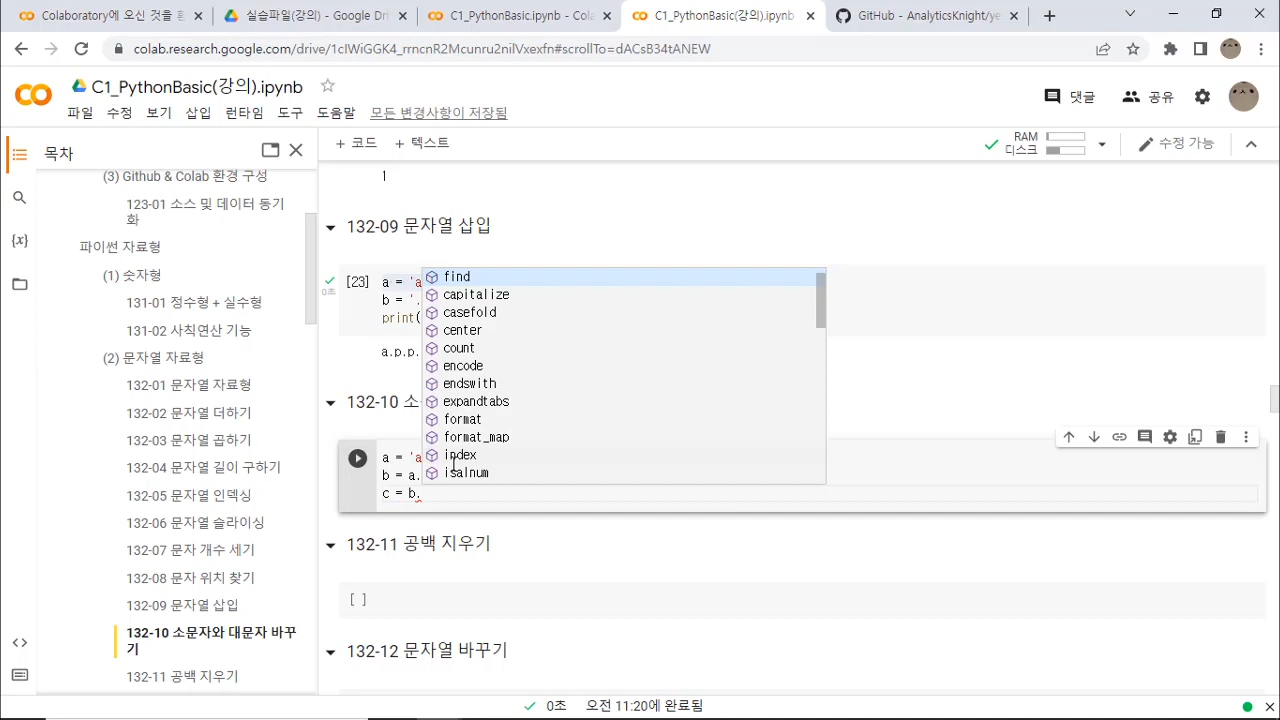 Colaboratory에 오신 것을 환
실습파일(강의) - Google Dri
C1_PythonBasic.ipynb - Cola
C1_PythonBasic(강의).ipynb
GitHub - AnalyticsKnight/ye
colab.research.google.com/drive/1cIWiGGK4_rrncnR2Mcunru2nilVxexfn#scrollTo=dACsB34tANEW
C1_PythonBasic(강의).ipynb
댓글
공유
파일 수정 보기 삽입 런타임 도구 도움말 모든 변경사항이 저장됨
목차
+ 코드 + 텍스트
RAM
디스크
수정 가능
(3) Github & Colab 환경 구성
123-01 소스 및 데이터 동기
화
파이썬 자료형
(1) 숫자형
131-01 정수형 + 실수형
131-02 사칙연산 기능
(2) 문자열 자료형
132-01 문자열 자료형
132-02 문자열 더하기
132-03 문자열 곱하기
132-04 문자열 길이 구하기
132-05 문자열 인덱싱
132-06 문자열 슬라이싱
132-07 문자 개수 세기
132-08 문자 위치 찾기
132-09 문자열 삽입
132-10 소문자와 대문자 바꾸
기
132-11 공백 지우기
1
132-09 문자열 삽입
[23]
0초
a = 'a
b = '.
print(
a.p.p.
find
capitalize
casefold
center
count
encode
endswith
expandtabs
format
format_map
index
isalnum
132-10 소
a = 'a
b = a.
c = b.
132-11 공백 지우기
[ ]
132-12 문자열 바꾸기
0초 오전 11:20에 완료됨